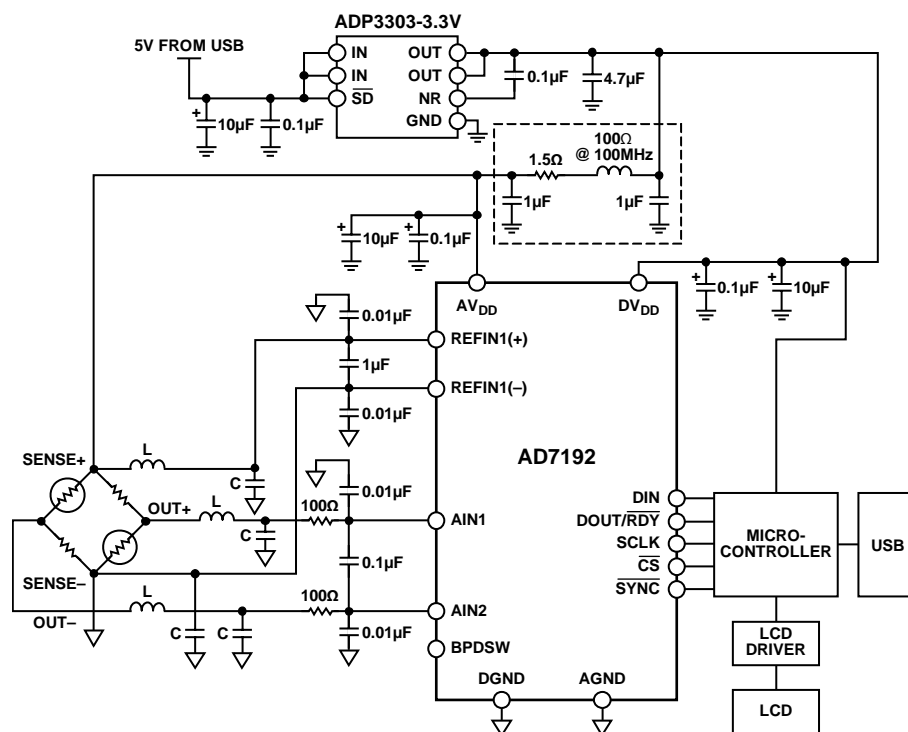 ADP3303-3.3V
5V FROM USB
IN
OUT
IN
OUT
SD
NR
GND
+
10µF
0.1µF
0.1µF
4.7µF
100Ω
@ 100MHz
1.5Ω
1µF
1µF
+
10µF
+
0.1µF
+
0.1µF
+
10µF
AVDD
DVDD
0.01µF
REFIN1(+)
1µF
REFIN1(–)
0.01µF
AD7192
L
SENSE+
C
L
OUT+
C
100Ω
0.01µF
AIN1
0.1µF
SENSE–
L
OUT–
C
C
100Ω
AIN2
0.01µF
BPDSW
DIN
DOUT/RDY
SCLK
CS
SYNC
MICRO-
CONTROLLER
USB
LCD
DRIVER
LCD
DGND
AGND